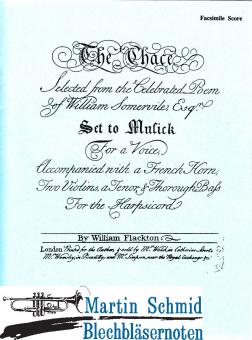 Facsimile Score
The Chace
Selected from the Celebrated Poem
of William Somervile Esqr.
Set to Musick
For a Voice,
Accompanied with a French Horn,
Two Violins, a Tenor & Thorough Bass
For the Harpsicord
By William Flackton
London Printed for the Author, & sold by Mr. Walsh in Catherine Street,
Mr. Wamsley, in Piccadilly, and Mr. Simpson, near the Royal Exchange &c.
Martin Schmid
Blechbläsernoten